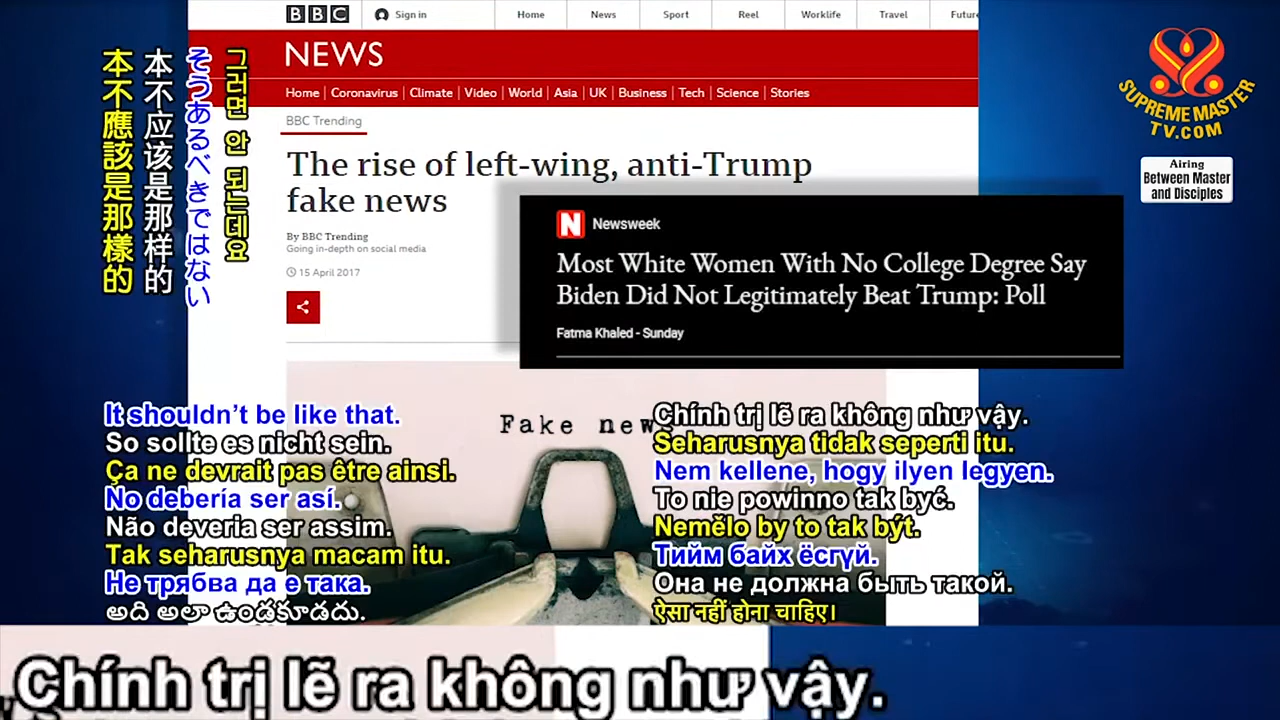 BBC
Sign in
Home
News
Sport
Reel
Worklife
Travel
Future
NEWS
Home
Coronavirus
Climate
Video
World
Asia
UK
Business
Tech
Science
Stories
BBC Trending
The rise of left-wing, anti-Trump
fake news
By BBC Trending
Going in-depth on social media
15 April 2017
N Newsweek
Most White Women With No College Degree Say
Biden Did Not Legitimately Beat Trump: Poll
Fatma Khaled - Sunday
SUPREME MASTER
TV.COM
Airing
Between Master
and Disciples
本不應該是那樣的
本不应该是那样的
そうあるべきではない
그러면 안 되는데요
Fake news
It shouldn't be like that.
So sollte es nicht sein.
Ça ne devrait pas être ainsi.
No debería ser así.
Não deveria ser assim.
Tak seharusnya macam itu.
Не трябва да е така.
అది అలా ఉండకూడదు.
Chính trị lẽ ra không như vậy.
Seharusnya tidak seperti itu.
Nem kellene, hogy ilyen legyen.
To nie powinno tak być.
Nemělo by to tak být.
Тийм байх ёсгүй.
Она не должна быть такой.
ऐसा नहीं होना चाहिए।
Chính trị lẽ ra không như vậy.